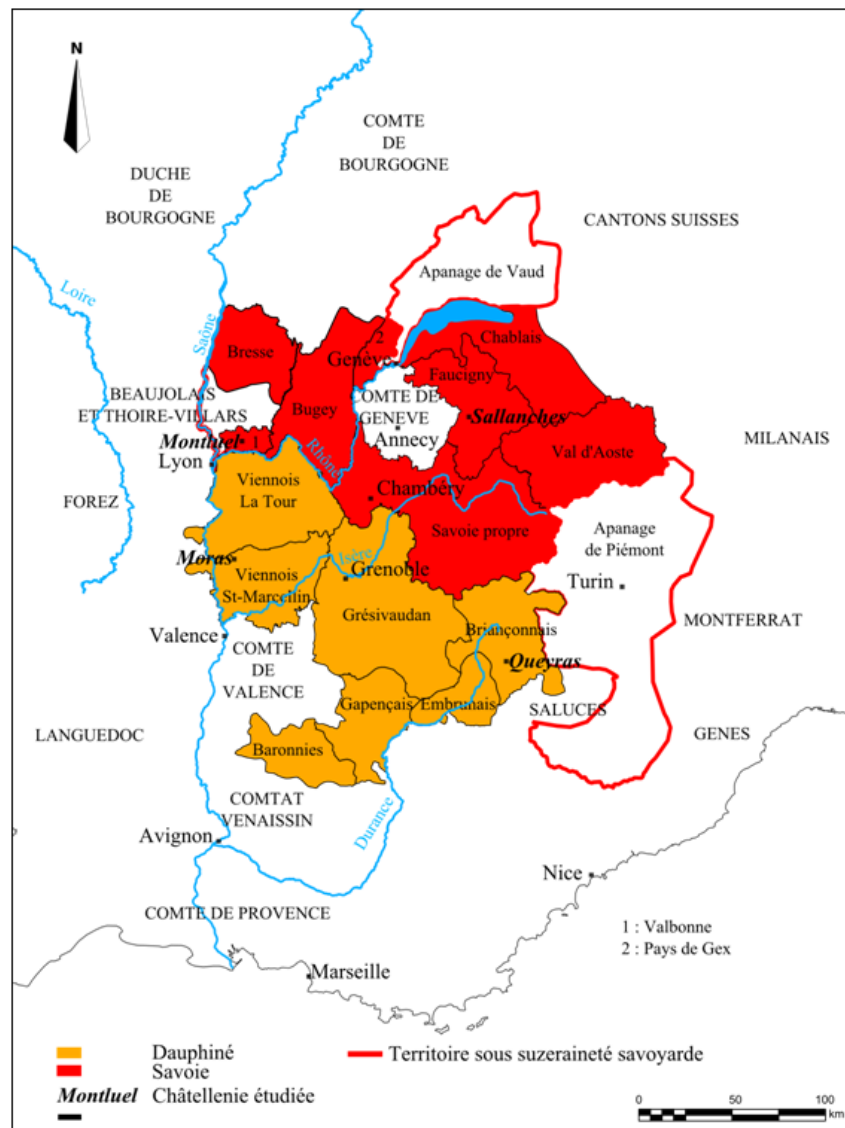 N
COMTE
DE
BOURGOGNE
DUCHE
DE
BOURGOGNE
CANTONS SUISSES
Apanage de Vaud
Loire
Saône
Bresse
2
Genève
Chablais
Faucigny
BEAUJOLAIS
ET THOIRE-VILLARS
Bugey
COMTE DE
GENEVE
Annecy
Sallanches
Montluel
1
Lyon
Rhône
Val d'Aoste
MILANAIS
Viennois
La Tour
Chambéry
FOREZ
Savoie propre
Apanage
de Piémont
Moras
Isère
Viennois
St-Marcellin
Grenoble
Turin
Grésivaudan
MONTFERRAT
Valence
Briançonnais
COMTE
DE
VALENCE
Queyras
Gapençais
Embrunais
SALUCES
LANGUEDOC
GENES
Baronnies
COMTAT
VENAISSIN
Durance
Avignon
Nice
COMTE DE PROVENCE
1 : Valbonne
2 : Pays de Gex
Marseille
Dauphiné
Territoire sous suzeraineté savoyarde
Savoie
Montluel Châtellenie étudiée
0 50 100
km